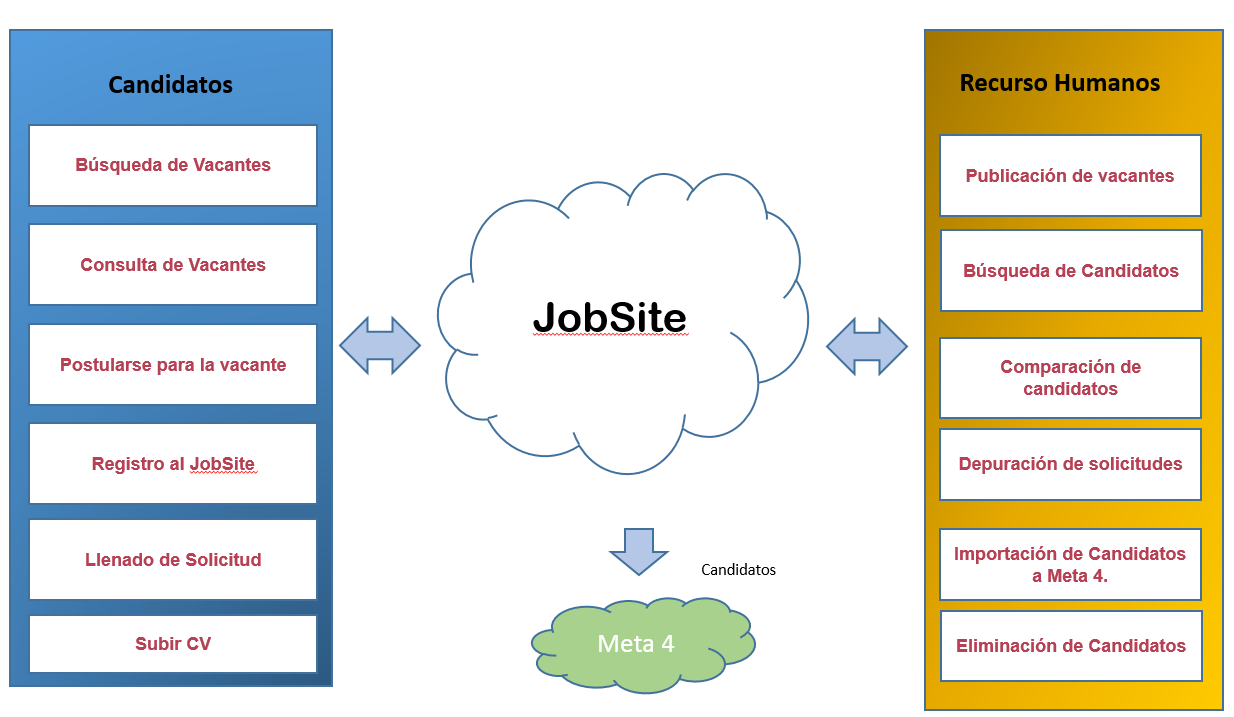 Candidatos
Búsqueda de Vacantes
Consulta de Vacantes
Postularse para la vacante
Registro al JobSite
Llenado de Solicitud
Subir CV
JobSite
Candidatos
Meta 4
Recurso Humanos
Publicación de vacantes
Búsqueda de Candidatos
Comparación de
candidatos
Depuración de solicitudes
Importación de Candidatos
a Meta 4.
Eliminación de Candidatos